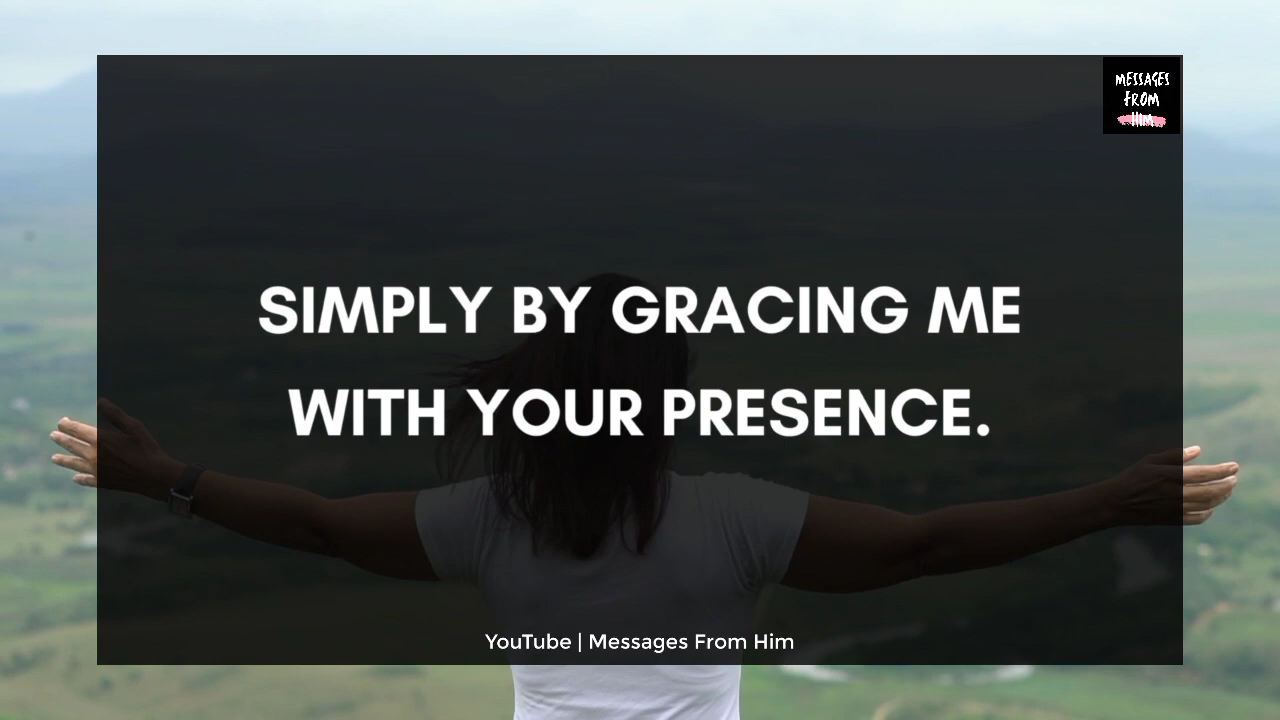 MESSAGES
FROM
HIM
SIMPLY BY GRACING ME
WITH YOUR PRESENCE.
YouTube | Messages From Him